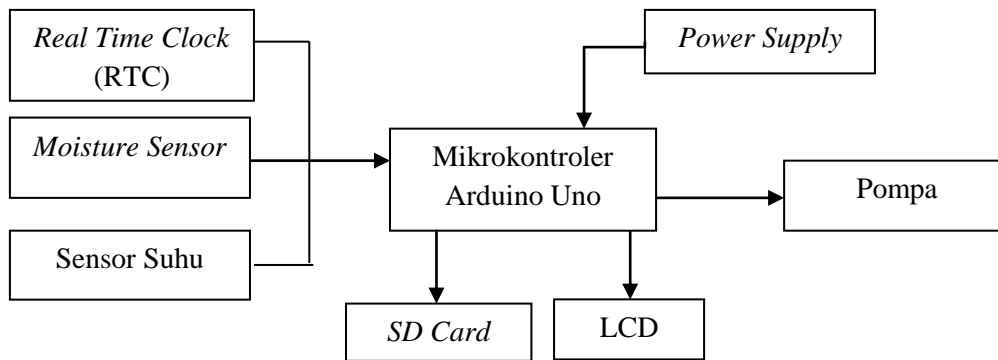 Real Time Clock
(RTC)
Power Supply
Moisture Sensor
Mikrokontroler
Arduino Uno
Pompa
Sensor Suhu
SD Card
LCD